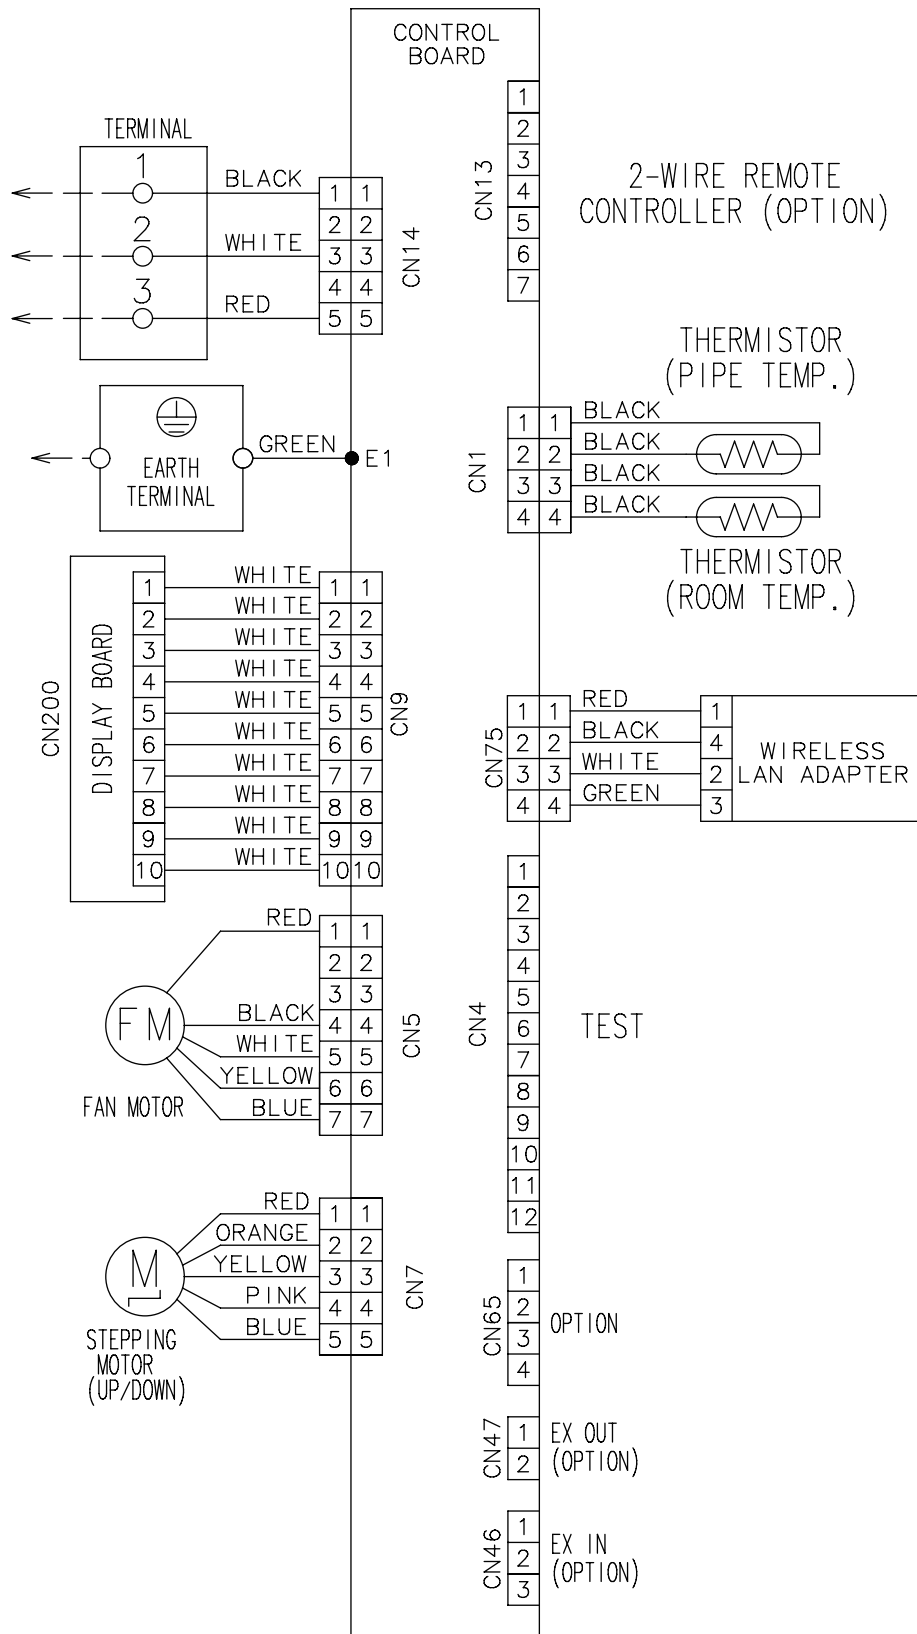 CONTROL
BOARD
TERMINAL
1
BLACK
2
WHITE
3
RED
1 1
2 2
3 3
4 4
5 5
CN14
EARTH
TERMINAL
GREEN
E1
CN200
DISPLAY BOARD
1 WHITE 1 1
2 WHITE 2 2
3 WHITE 3 3
4 WHITE 4 4
5 WHITE 5 5
6 WHITE 6 6
7 WHITE 7 7
8 WHITE 8 8
9 WHITE 9 9
10 WHITE 10 10
CN9
FM
FAN MOTOR
RED 1 1
2 2
3 3
BLACK 4 4
WHITE 5 5
YELLOW 6 6
BLUE 7 7
CN5
M
STEPPING
MOTOR
(UP/DOWN)
RED 1 1
ORANGE 2 2
YELLOW 3 3
PINK 4 4
BLUE 5 5
CN7
CN13
1
2
3
4
5
6
7
2-WIRE REMOTE
CONTROLLER (OPTION)
THERMISTOR
(PIPE TEMP.)
CN1
1 1 BLACK
2 2 BLACK
3 3 BLACK
4 4 BLACK
THERMISTOR
(ROOM TEMP.)
CN75
1 1 RED 1
2 2 BLACK 4
3 3 WHITE 2
4 4 GREEN 3
WIRELESS
LAN ADAPTER
CN4
1
2
3
4
5
6
7
8
9
10
11
12
TEST
CN65
1
2
3
4
OPTION
CN47
1
2
EX OUT
(OPTION)
CN46
1
2
3
EX IN
(OPTION)